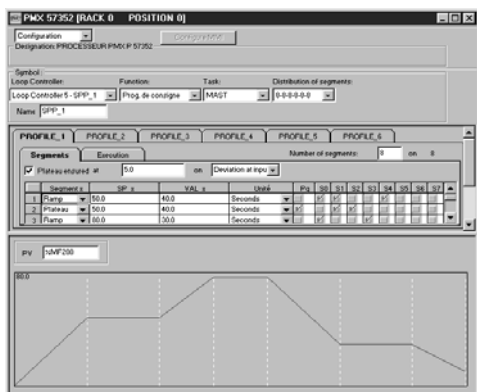 PMX 57352 [RACK 0 POSITION 0]
Configuration
Designation: PROCESSEUR PMX P 57352
Symbol :
Loop Controller: Function: Task: Distribution of segments:
Loop Controller 5 - SPP_1 Prog. de consigne MAST 8-8-8-8-8-8
Name SPP_1
PROFILE_1 PROFILE_2 PROFILE_3 PROFILE_4 PROFILE_5 PROFILE_6
Segments Execution Number of segments: 8 on 8
Plateau ensured at 5.0 on Deviation at inpu
Segment s SP s VAL s Unité Pg S0 S1 S2 S3 S4 S5 S6 S7
1 Ramp 50.0 40.0 Seconds
2 Plateau 50.0 40.0 Seconds
3 Ramp 80.0 30.0 Seconds
PV %MF200
80.0